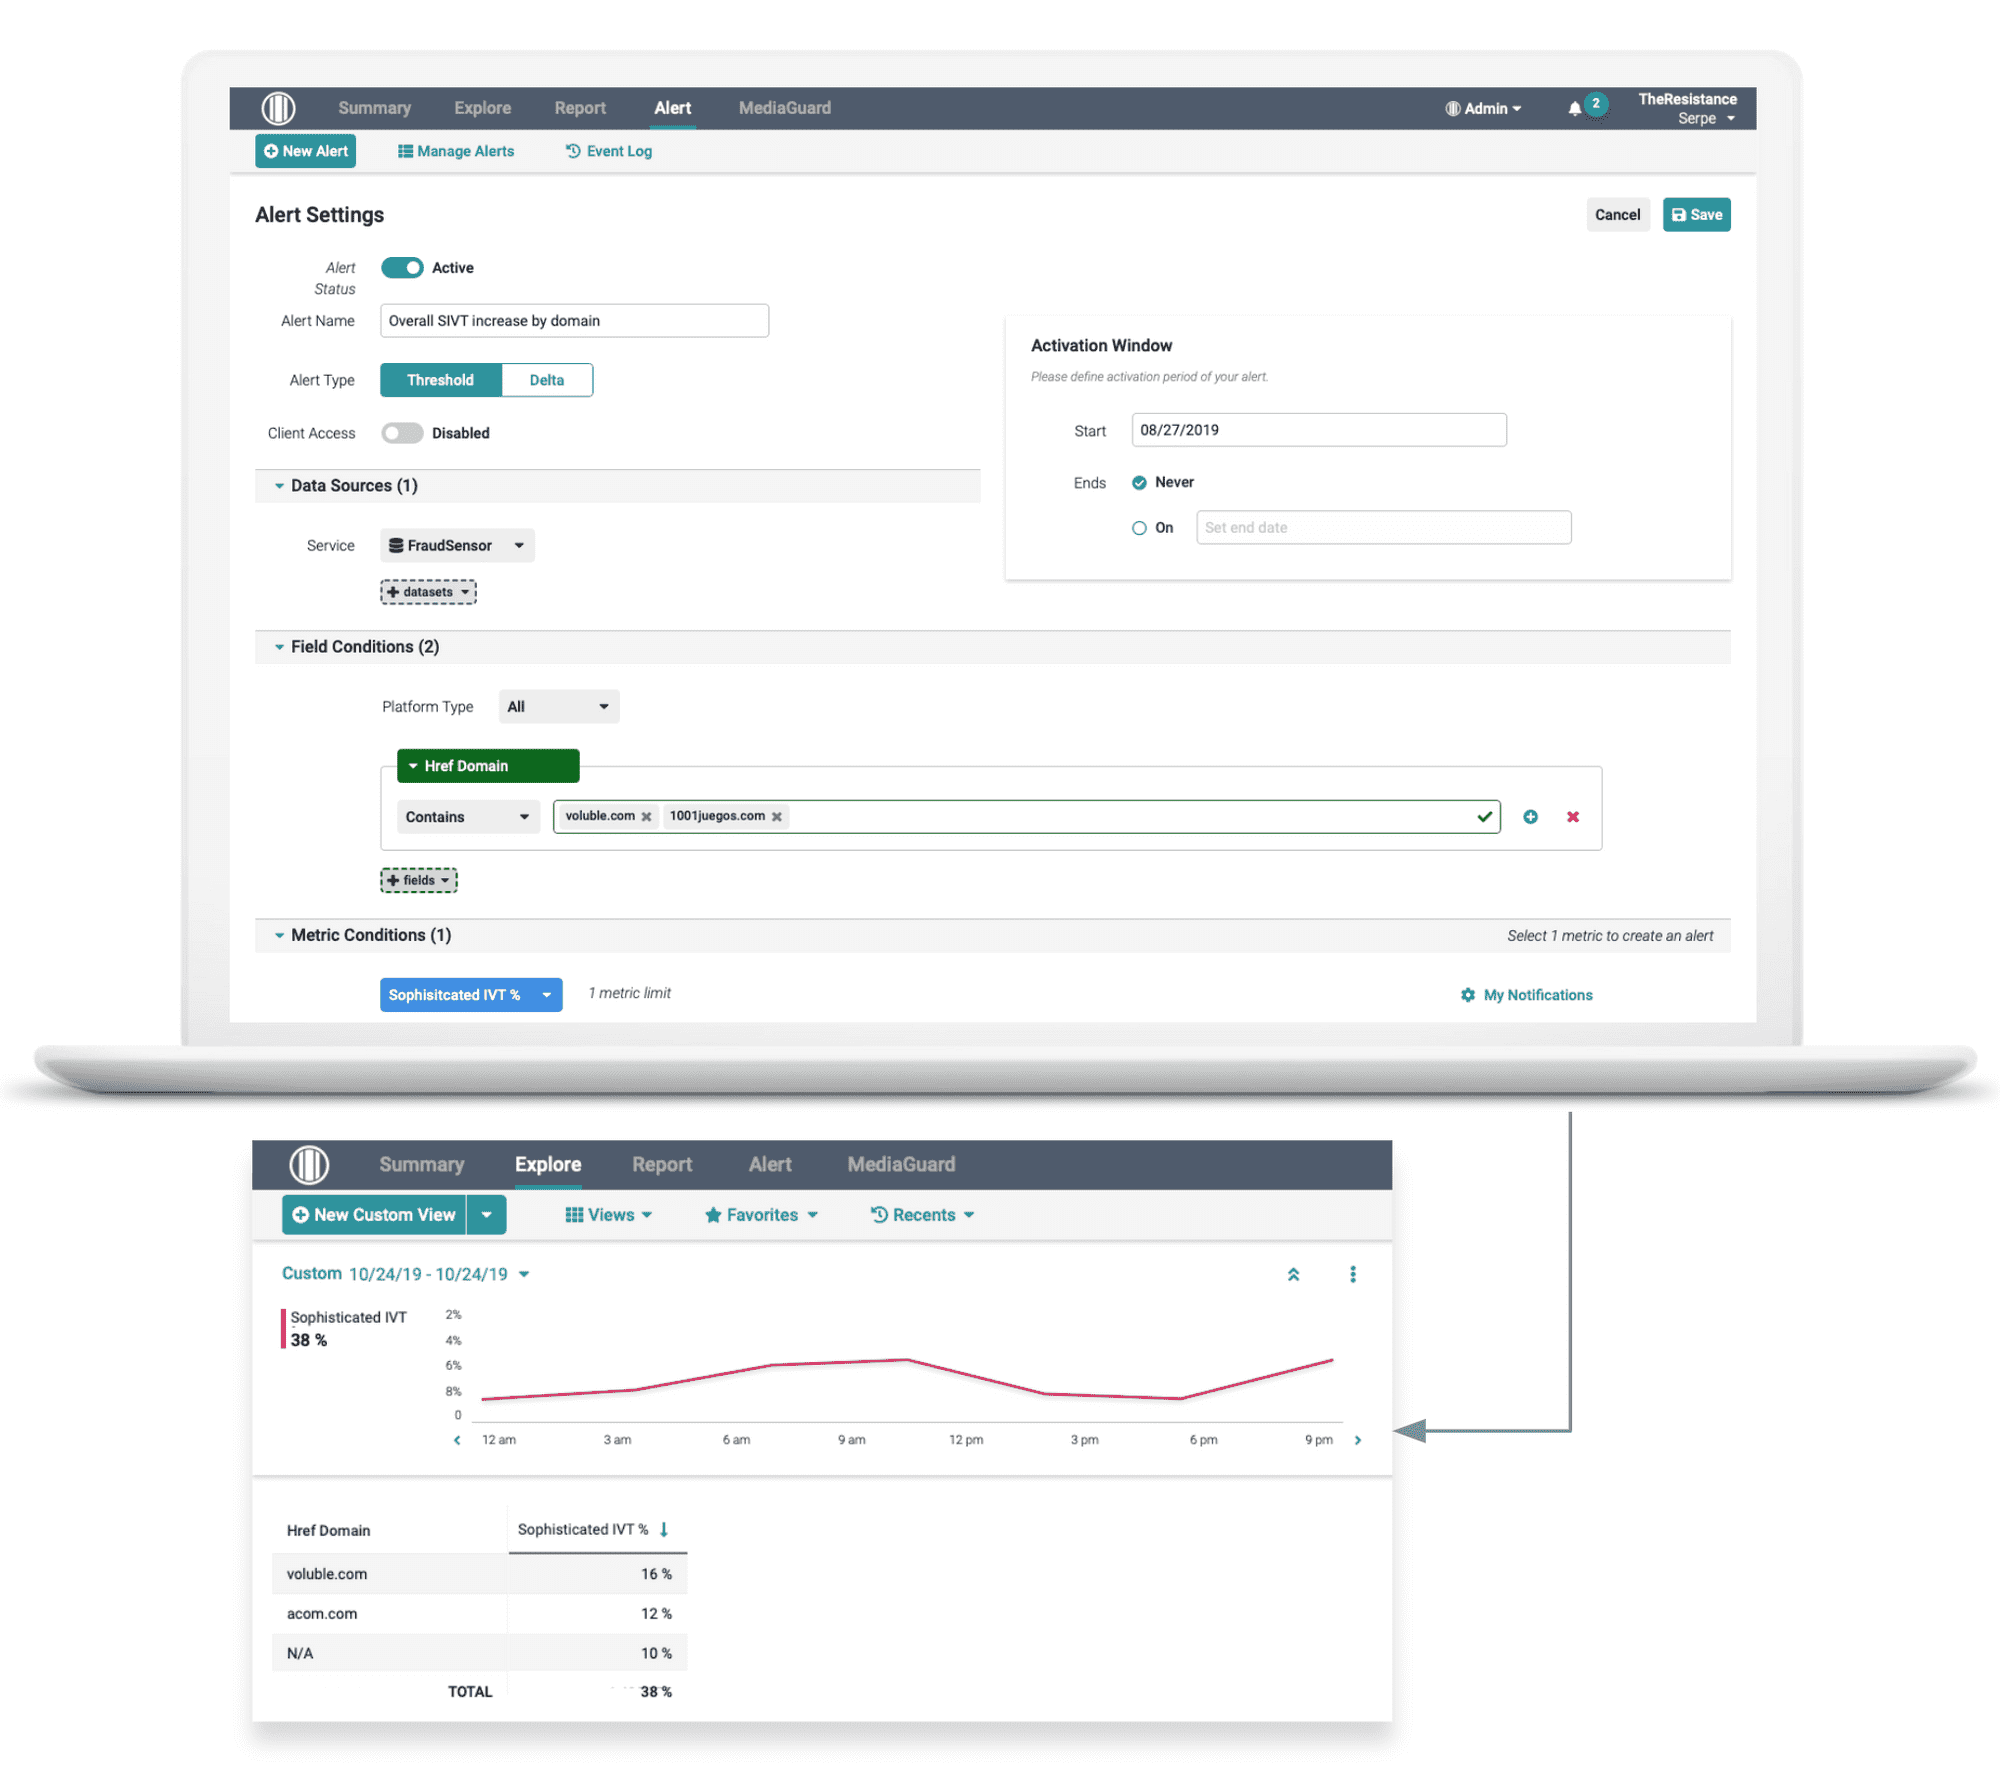 Summary Explore Report Alert MediaGuard Admin 2 TheResistance
Serpe
New Alert Manage Alerts Event Log
Alert Settings Cancel Save
Alert Status Active
Alert Name Overall SIVT increase by domain
Alert Type Threshold Delta
Client Access Disabled
Activation Window
Please define activation period of your alert.
Start 08/27/2019
Ends Never
On Set end date
Data Sources (1)
Service FraudSensor
datasets
Field Conditions (2)
Platform Type All
Href Domain
Contains voluble.com 1001juegos.com
fields
Metric Conditions (1) Select 1 metric to create an alert
Sophisitcated IVT % 1 metric limit My Notifications
Summary Explore Report Alert MediaGuard
New Custom View Views Favorites Recents
Custom 10/24/19 - 10/24/19
Sophisticated IVT
38 %
2%
4%
6%
8%
0
12 am 3 am 6 am 9 am 12 pm 3 pm 6 pm 9 pm
Href Domain Sophisticated IVT %
voluble.com 16 %
acom.com 12 %
N/A 10 %
TOTAL 38 %